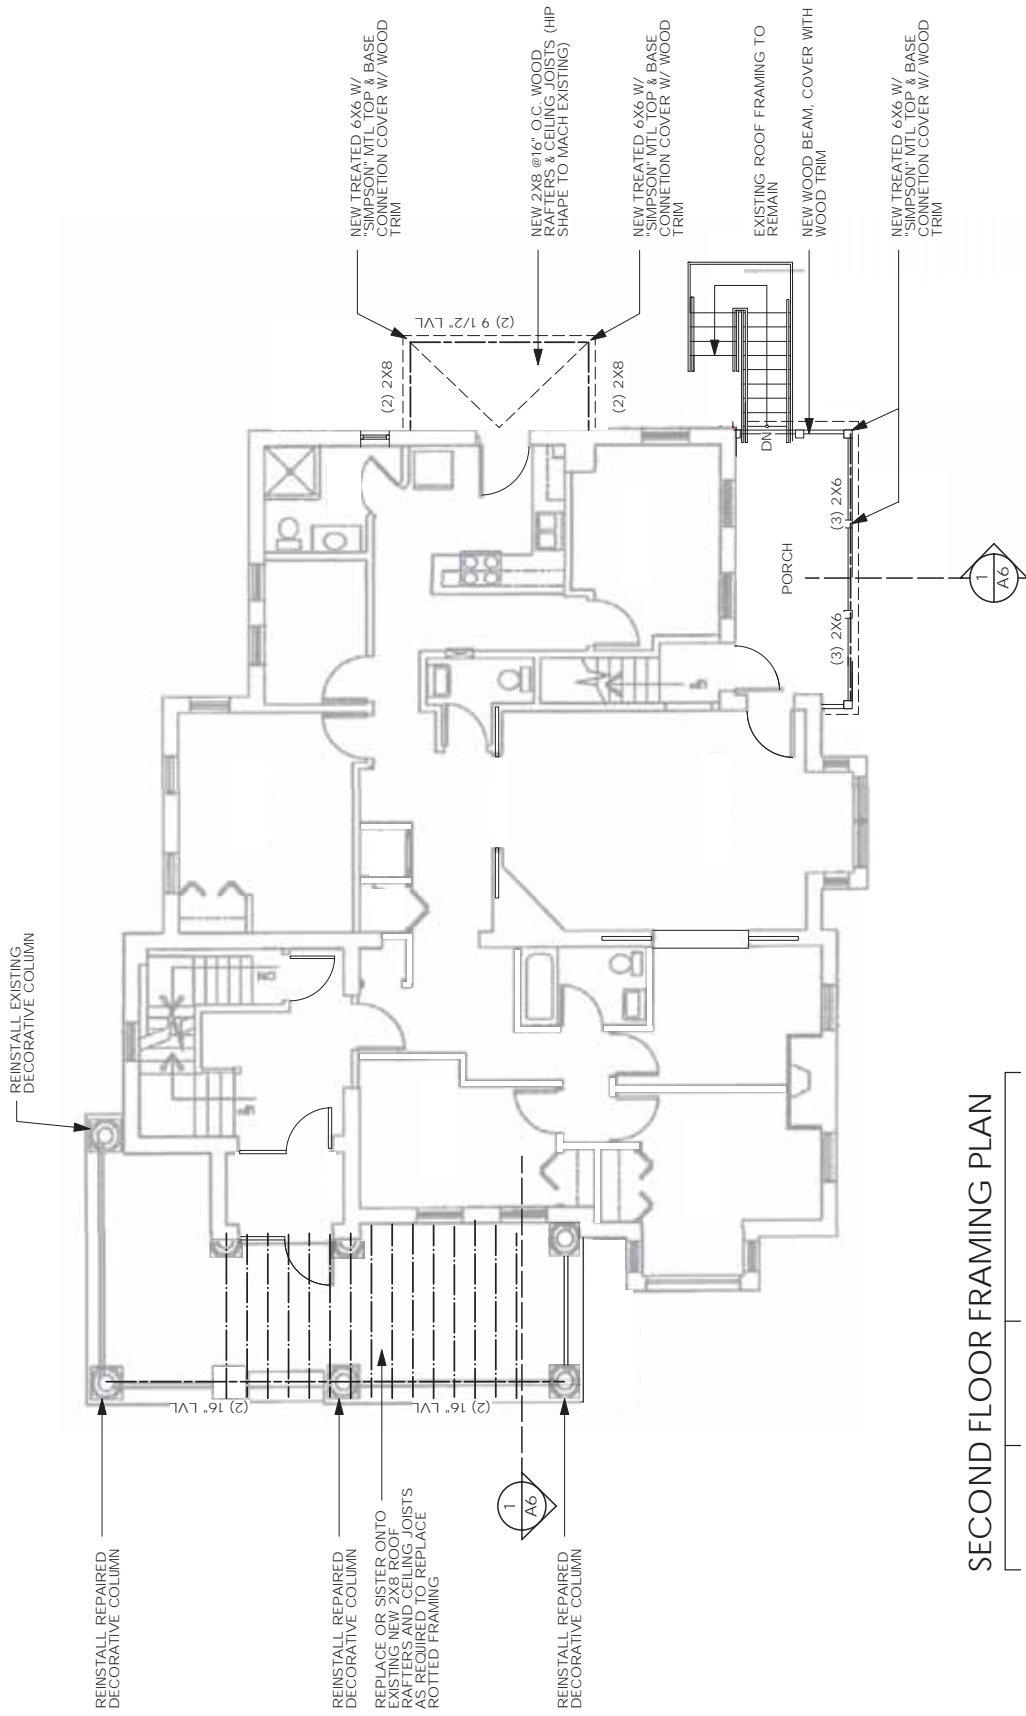 REINSTALL REPAIRED
DECORATIVE COLUMN
REINSTALL EXISTING
DECORATIVE COLUMN
REINSTALL REPAIRED
DECORATIVE COLUMN
REPLACE OR SISTER ONTO
EXISTING NEW 2X8 ROOF
RAFTERS AND CEILING JOISTS
AS REQUIRED TO REPLACE
ROTTED FRAMING
REINSTALL REPAIRED
DECORATIVE COLUMN
(2) 16" LVL
(2) 16" LVL
1
A6
UP
DN
UP
NEW TREATED 6X6 W/
"SIMPSON" MTL TOP & BASE
CONNETION COVER W/ WOOD
TRIM
NEW 2X8 @16" O.C. WOOD
RAFTERS & CEILING JOISTS (HIP
SHAPE TO MACH EXISTING)
NEW TREATED 6X6 W/
"SIMPSON" MTL TOP & BASE
CONNETION COVER W/ WOOD
TRIM
EXISTING ROOF FRAMING TO
REMAIN
NEW WOOD BEAM, COVER WITH
WOOD TRIM
NEW TREATED 6X6 W/
"SIMPSON" MTL TOP & BASE
CONNETION COVER W/ WOOD
TRIM
(2) 2X8
(2) 9 1/2" LVL
(2) 2X8
DN
PORCH
(3) 2X6
(3) 2X6
1
A6
SECOND FLOOR FRAMING PLAN